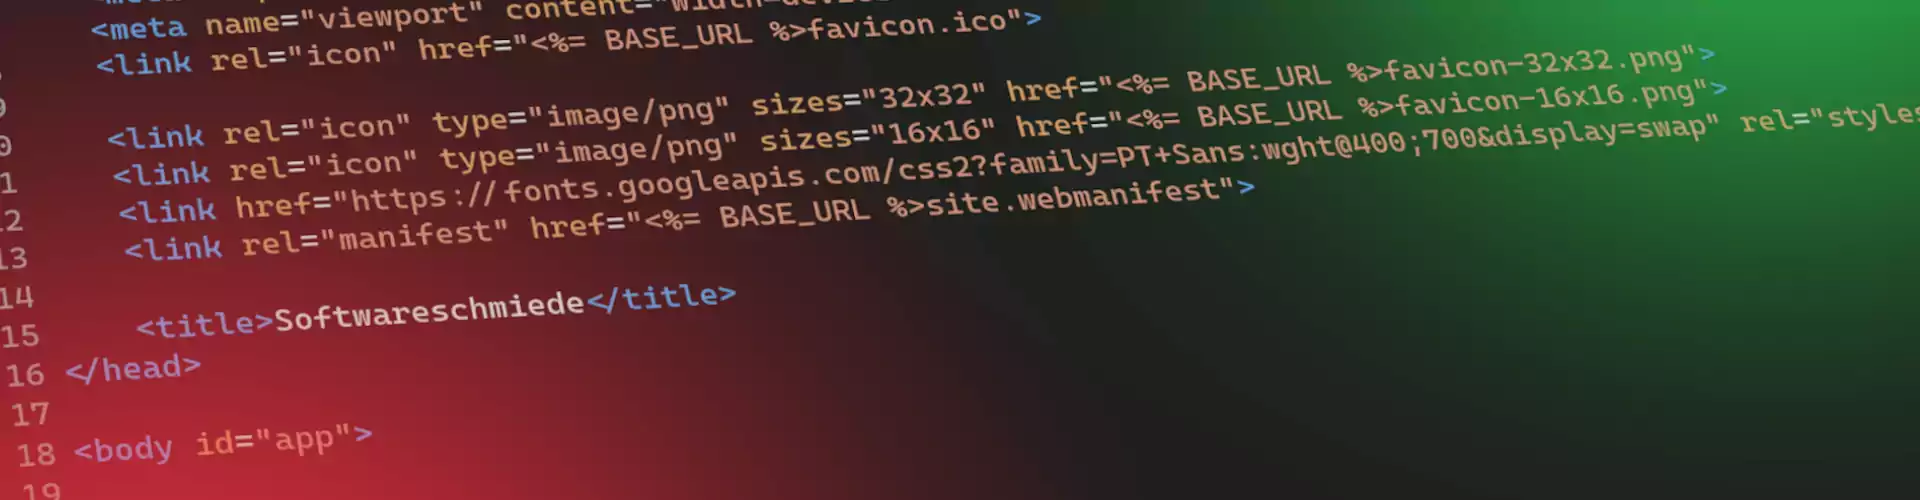 <meta name="viewport" content="width=device-
<link rel="icon" href="<%= BASE_URL %>favicon.ico">
9
0 <link rel="icon" type="image/png" sizes="32x32" href="<%= BASE_URL %>favicon-32x32.png">
1 <link rel="icon" type="image/png" sizes="16x16" href="<%= BASE_URL %>favicon-16x16.png">
12 <link href="https://fonts.googleapis.com/css2?family=PT+Sans:wght@400;700&display=swap" rel="styles
13 <link rel="manifest" href="<%= BASE_URL %>site.webmanifest">
14
15 <title>Softwareschmiede</title>
16 </head>
17
18 <body id="app">
19